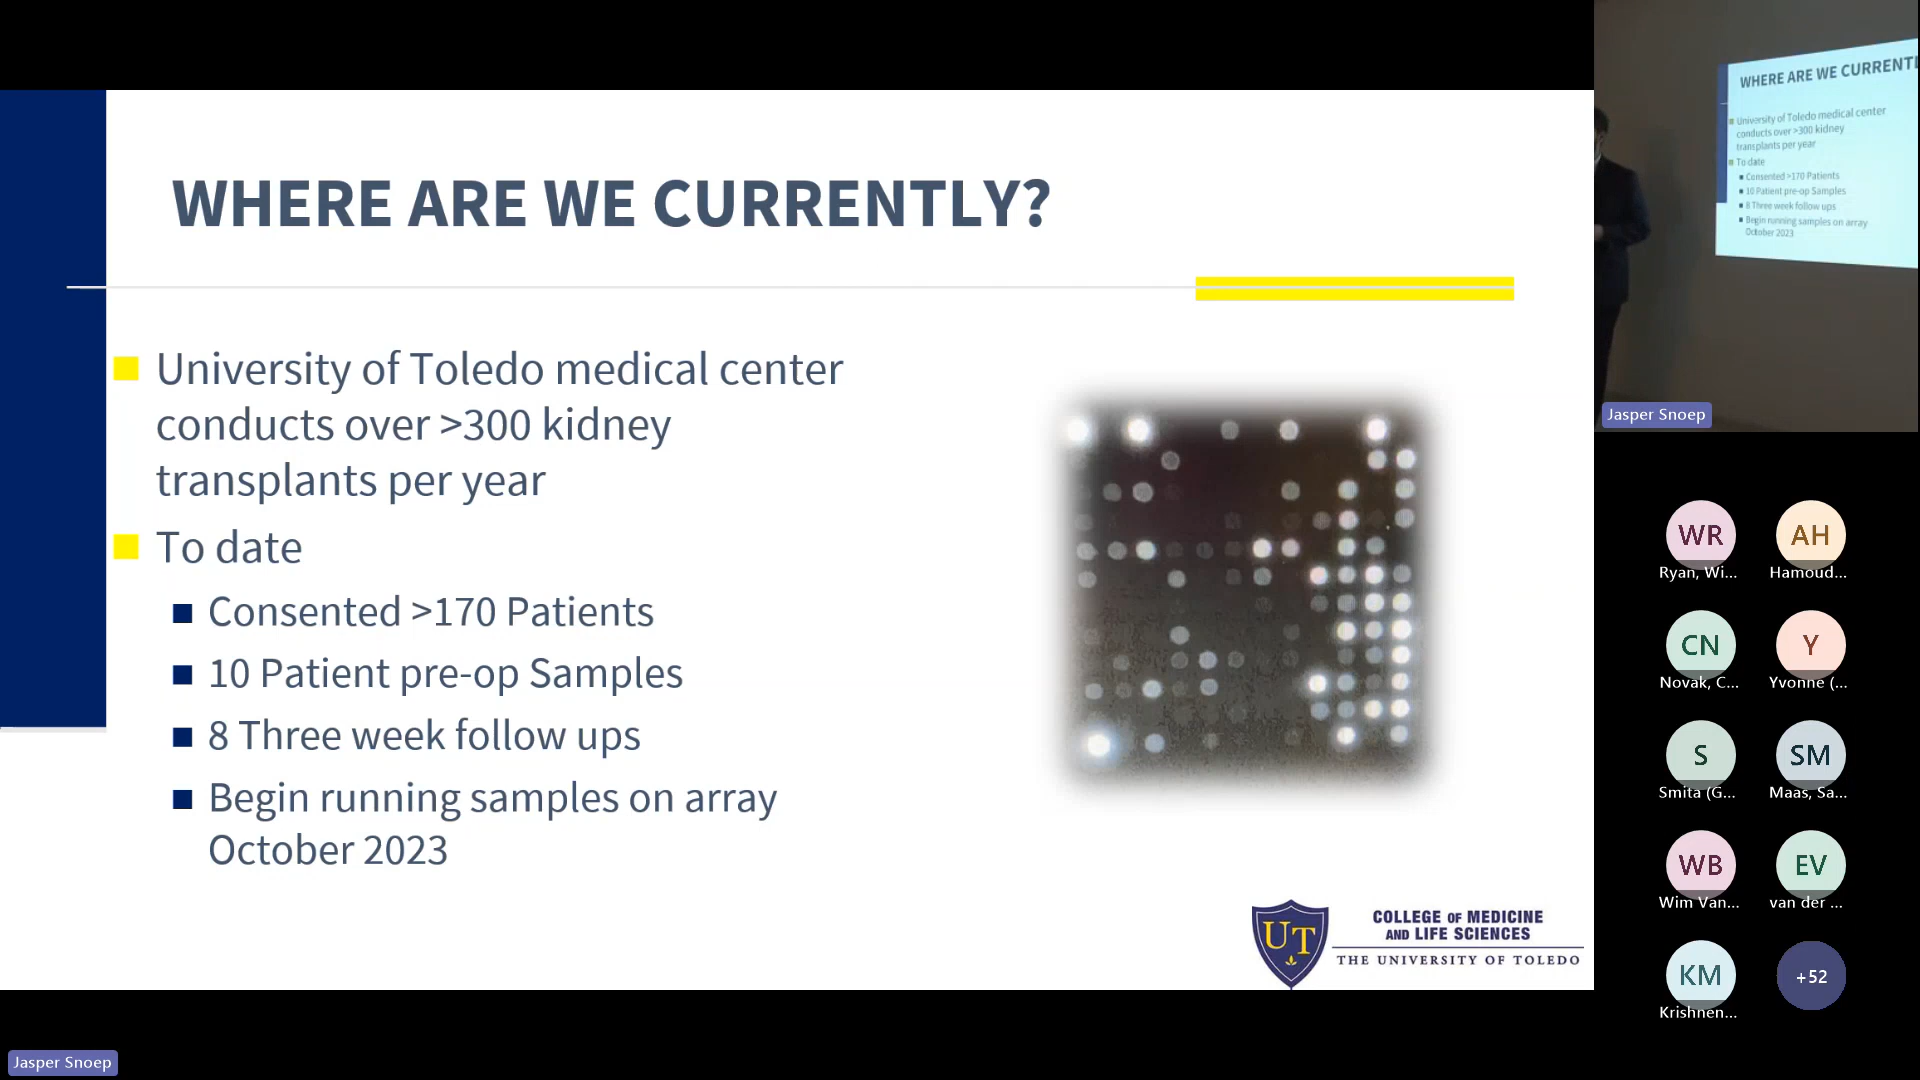 WHERE ARE WE CURRENTLY?
University of Toledo medical center
conducts over >300 kidney
transplants per year
To date
Consented >170 Patients
10 Patient pre-op Samples
8 Three week follow ups
Begin running samples on array
October 2023
UT
COLLEGE OF MEDICINE
AND LIFE SCIENCES
THE UNIVERSITY OF TOLEDO
Jasper Snoep
WHERE ARE WE CURRENTL
University of Toledo medical center
conducts over >300 kidney
transplants per year
To date
Consented >170 Patients
10 Patient pre-op Samples
8 Three week follow ups
Begin running samples on array
October 2023
Jasper Snoep
WR
Ryan, Wi...
AH
Hamoud...
CN
Novak, C...
Y
Yvonne (...
S
Smita (G...
SM
Maas, Sa...
WB
Wim Van...
EV
van der ...
KM
Krishnen...
+52